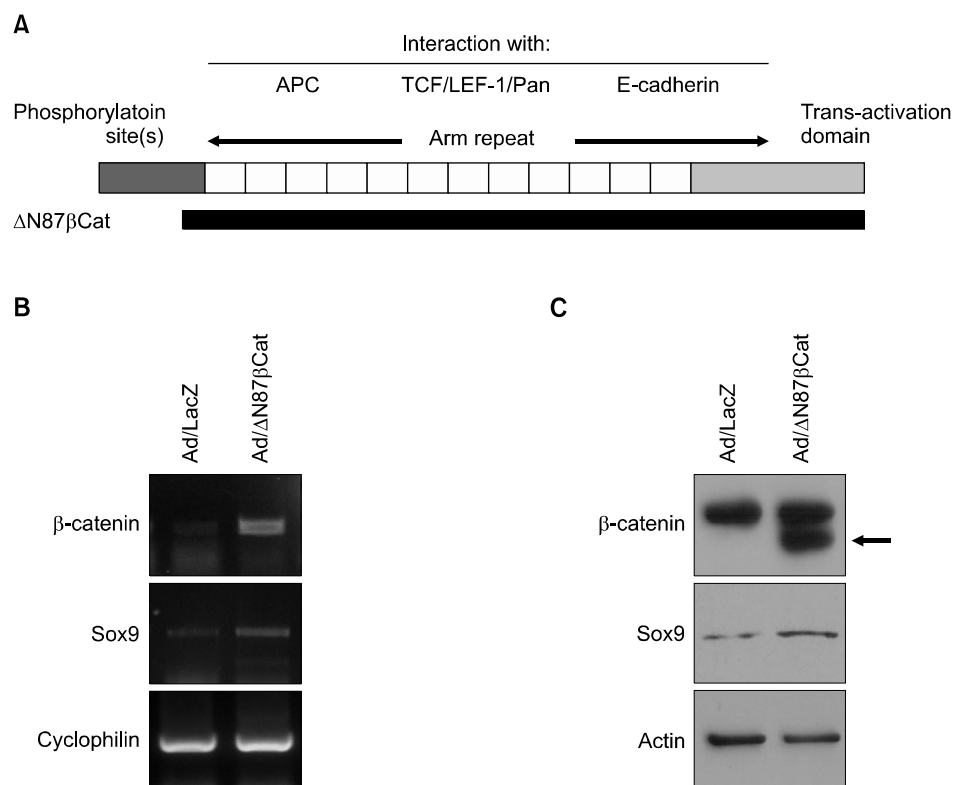 A
Interaction with:
APC TCF/LEF-1/Pan E-cadherin
Phosphorylatoin
site(s)
Arm repeat
Trans-activation
domain
ΔN87βCat
B
Ad/LacZ
Ad/ΔN87βCat
β-catenin
Sox9
Cyclophilin
C
Ad/LacZ
Ad/ΔN87βCat
β-catenin
Sox9
Actin